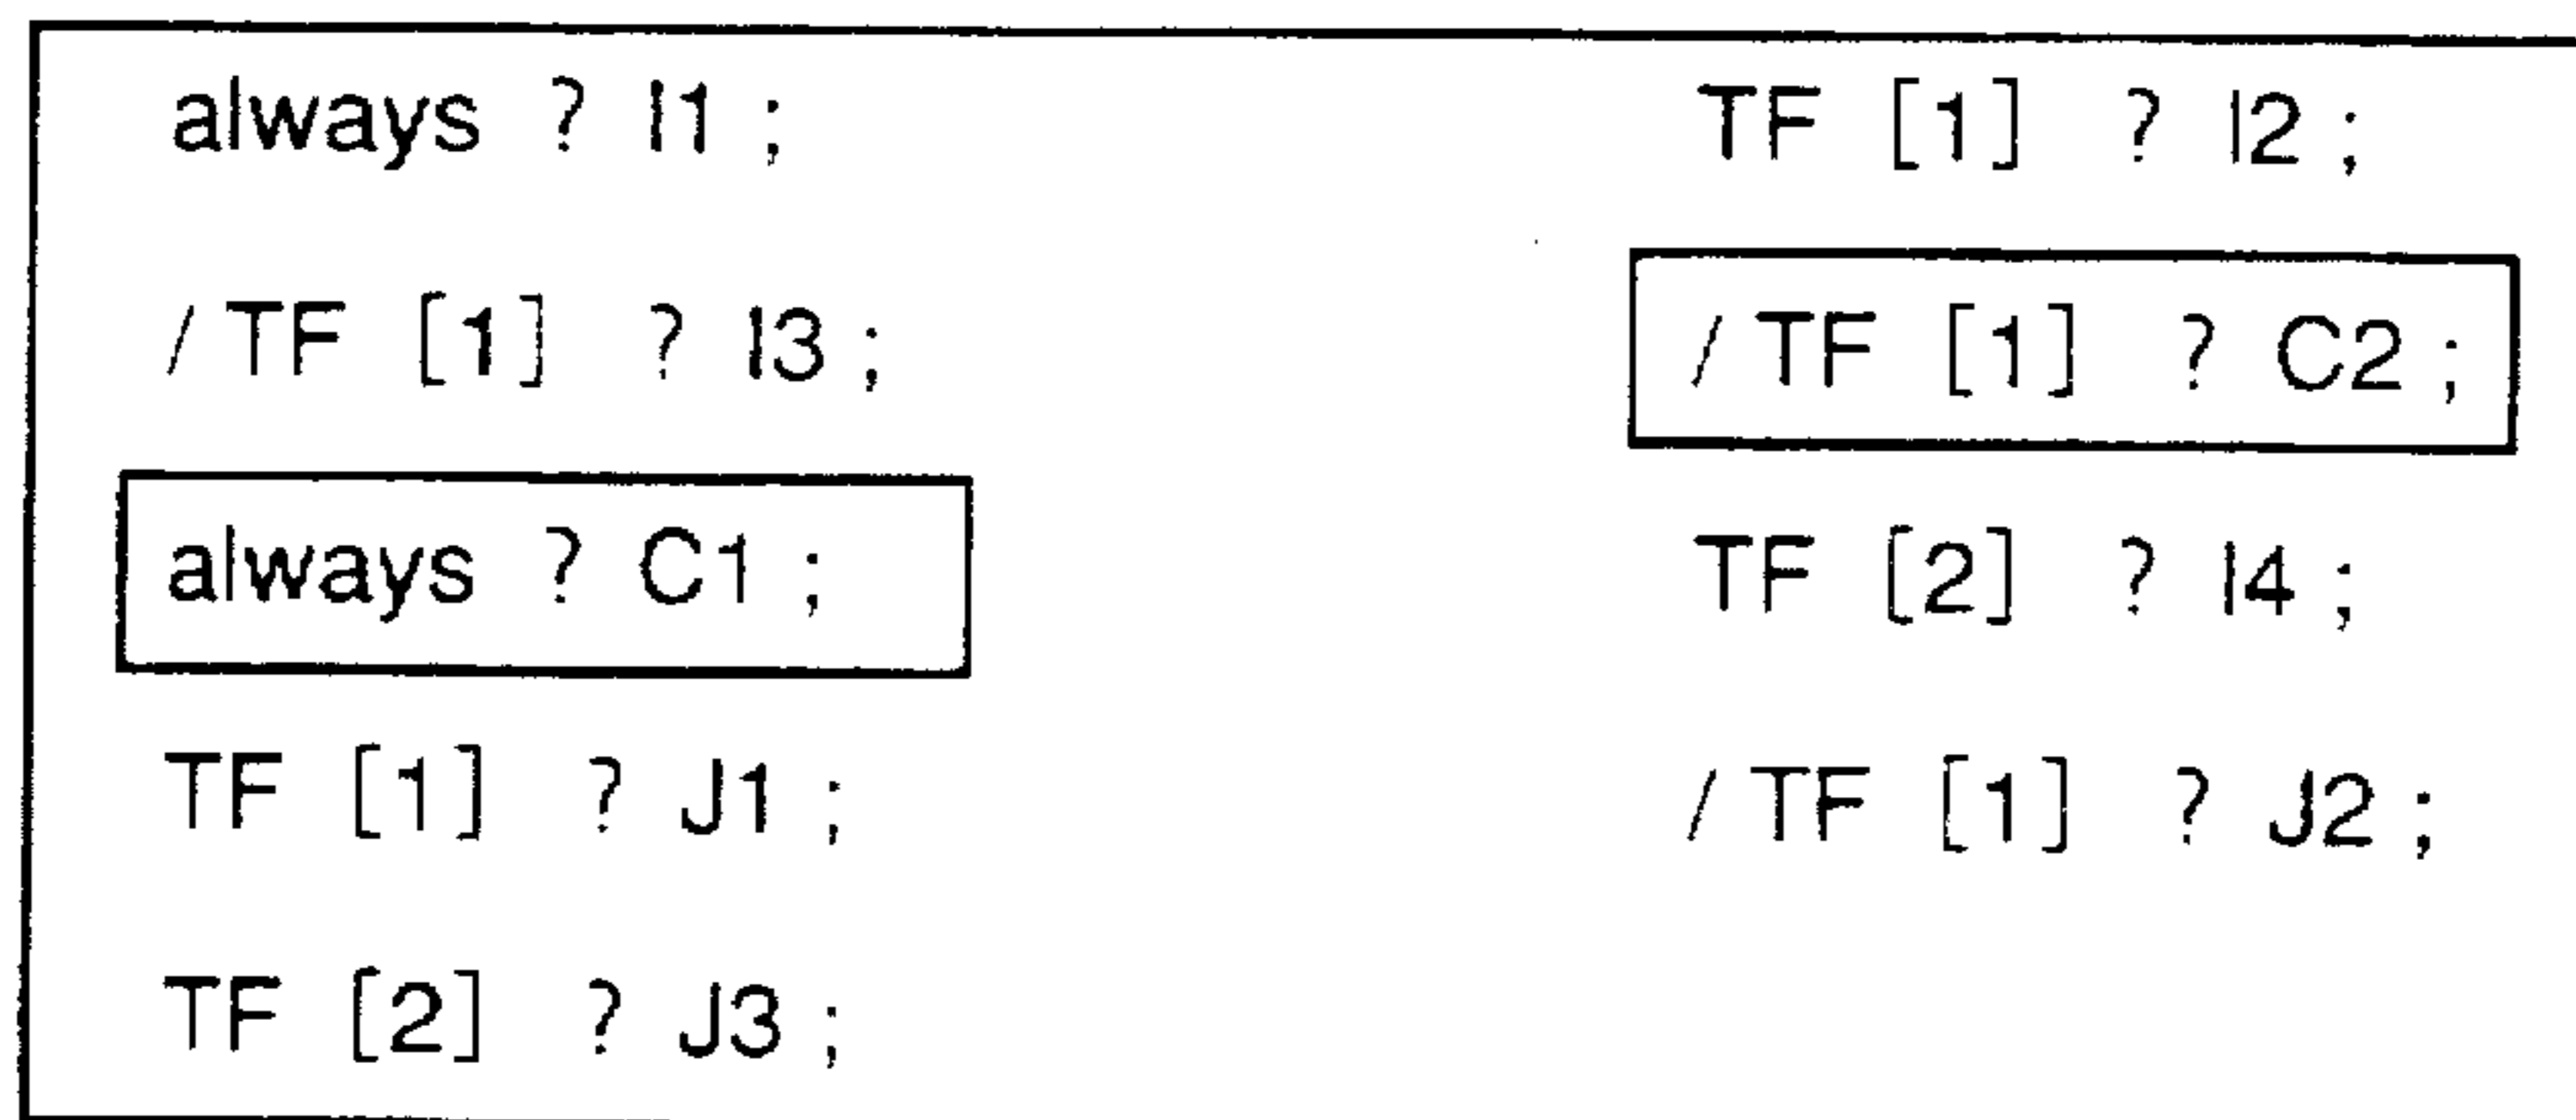 always ? I1 ;    TF [1] ? I2 ;
/ TF [1] ? I3 ;    / TF [1] ? C2 ;
always ? C1 ;    TF [2] ? I4 ;
TF [1] ? J1 ;    / TF [1] ? J2 ;
TF [2] ? J3 ;